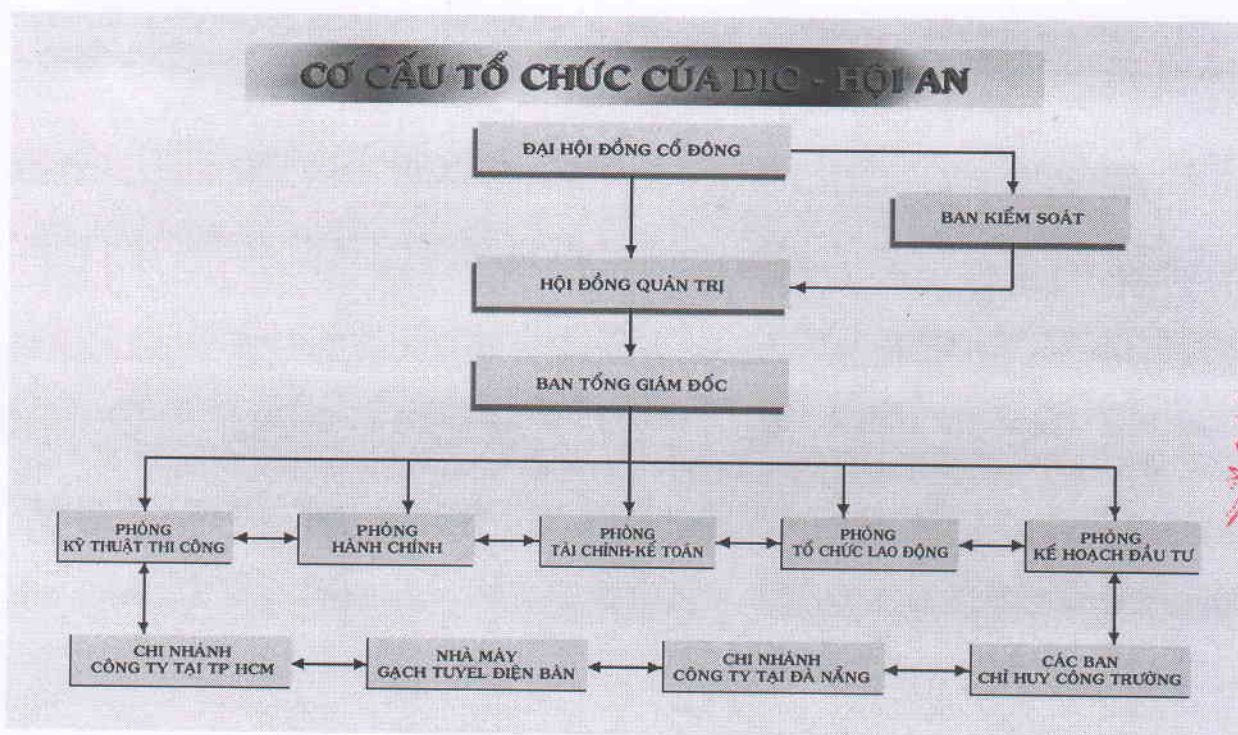 CƠ CẤU TỔ CHỨC CỦA DIC - HỘI AN
ĐẠI HỘI ĐỒNG CỔ ĐÔNG
BAN KIỂM SOÁT
HỘI ĐỒNG QUẢN TRỊ
BAN TỔNG GIÁM ĐỐC
PHÒNG
KỸ THUẬT THI CÔNG
PHÒNG
HÀNH CHÍNH
PHÒNG
TÀI CHÍNH-KẾ TOÁN
PHÒNG
TỔ CHỨC LAO ĐỘNG
PHÒNG
KẾ HOẠCH ĐẦU TƯ
CHI NHÁNH
CÔNG TY TẠI TP HCM
NHÀ MÁY
GẠCH TUYEL ĐIỆN BÀN
CHI NHÁNH
CÔNG TY TẠI ĐÀ NẴNG
CÁC BAN
CHỈ HUY CÔNG TRƯỜNG